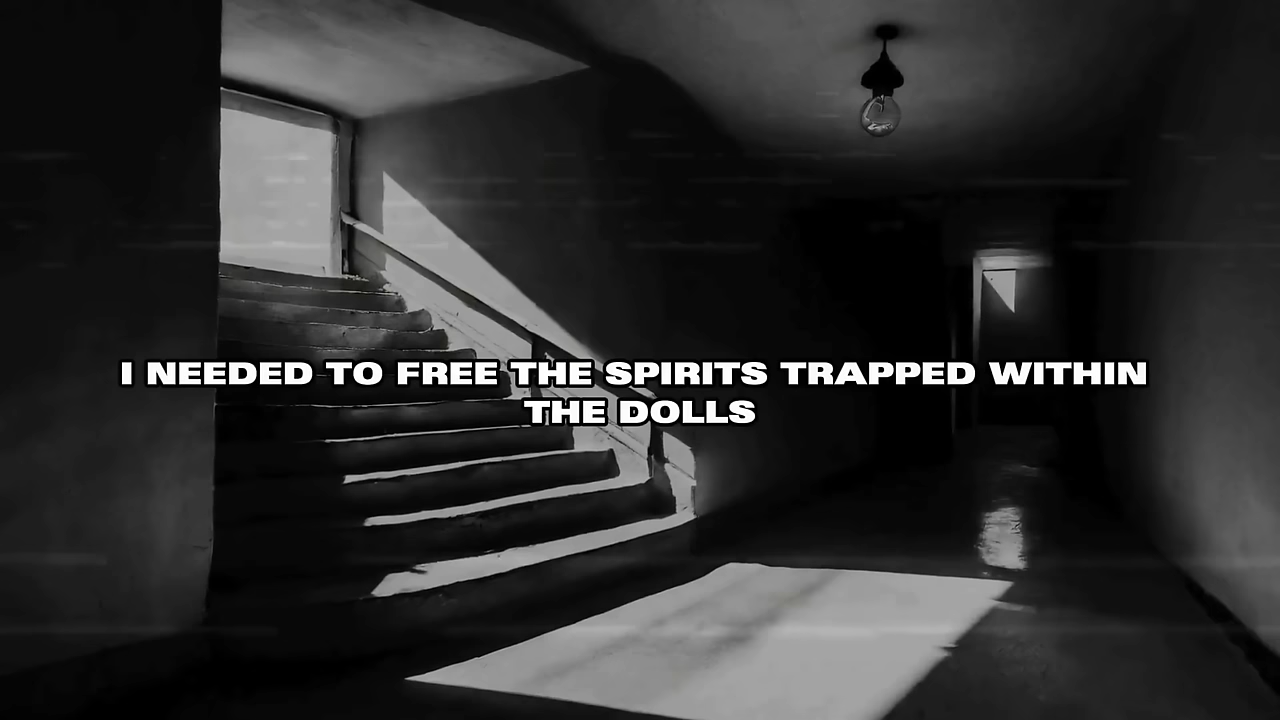 I NEEDED TO FREE THE SPIRITS TRAPPED WITHIN
THE DOLLS